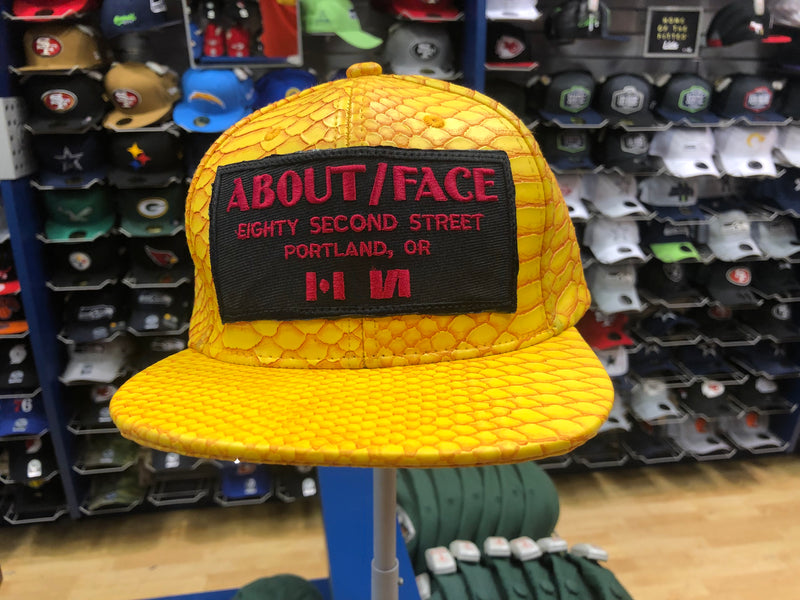 ABOUT/FACE
EIGHTY SECOND STREET
PORTLAND, OR